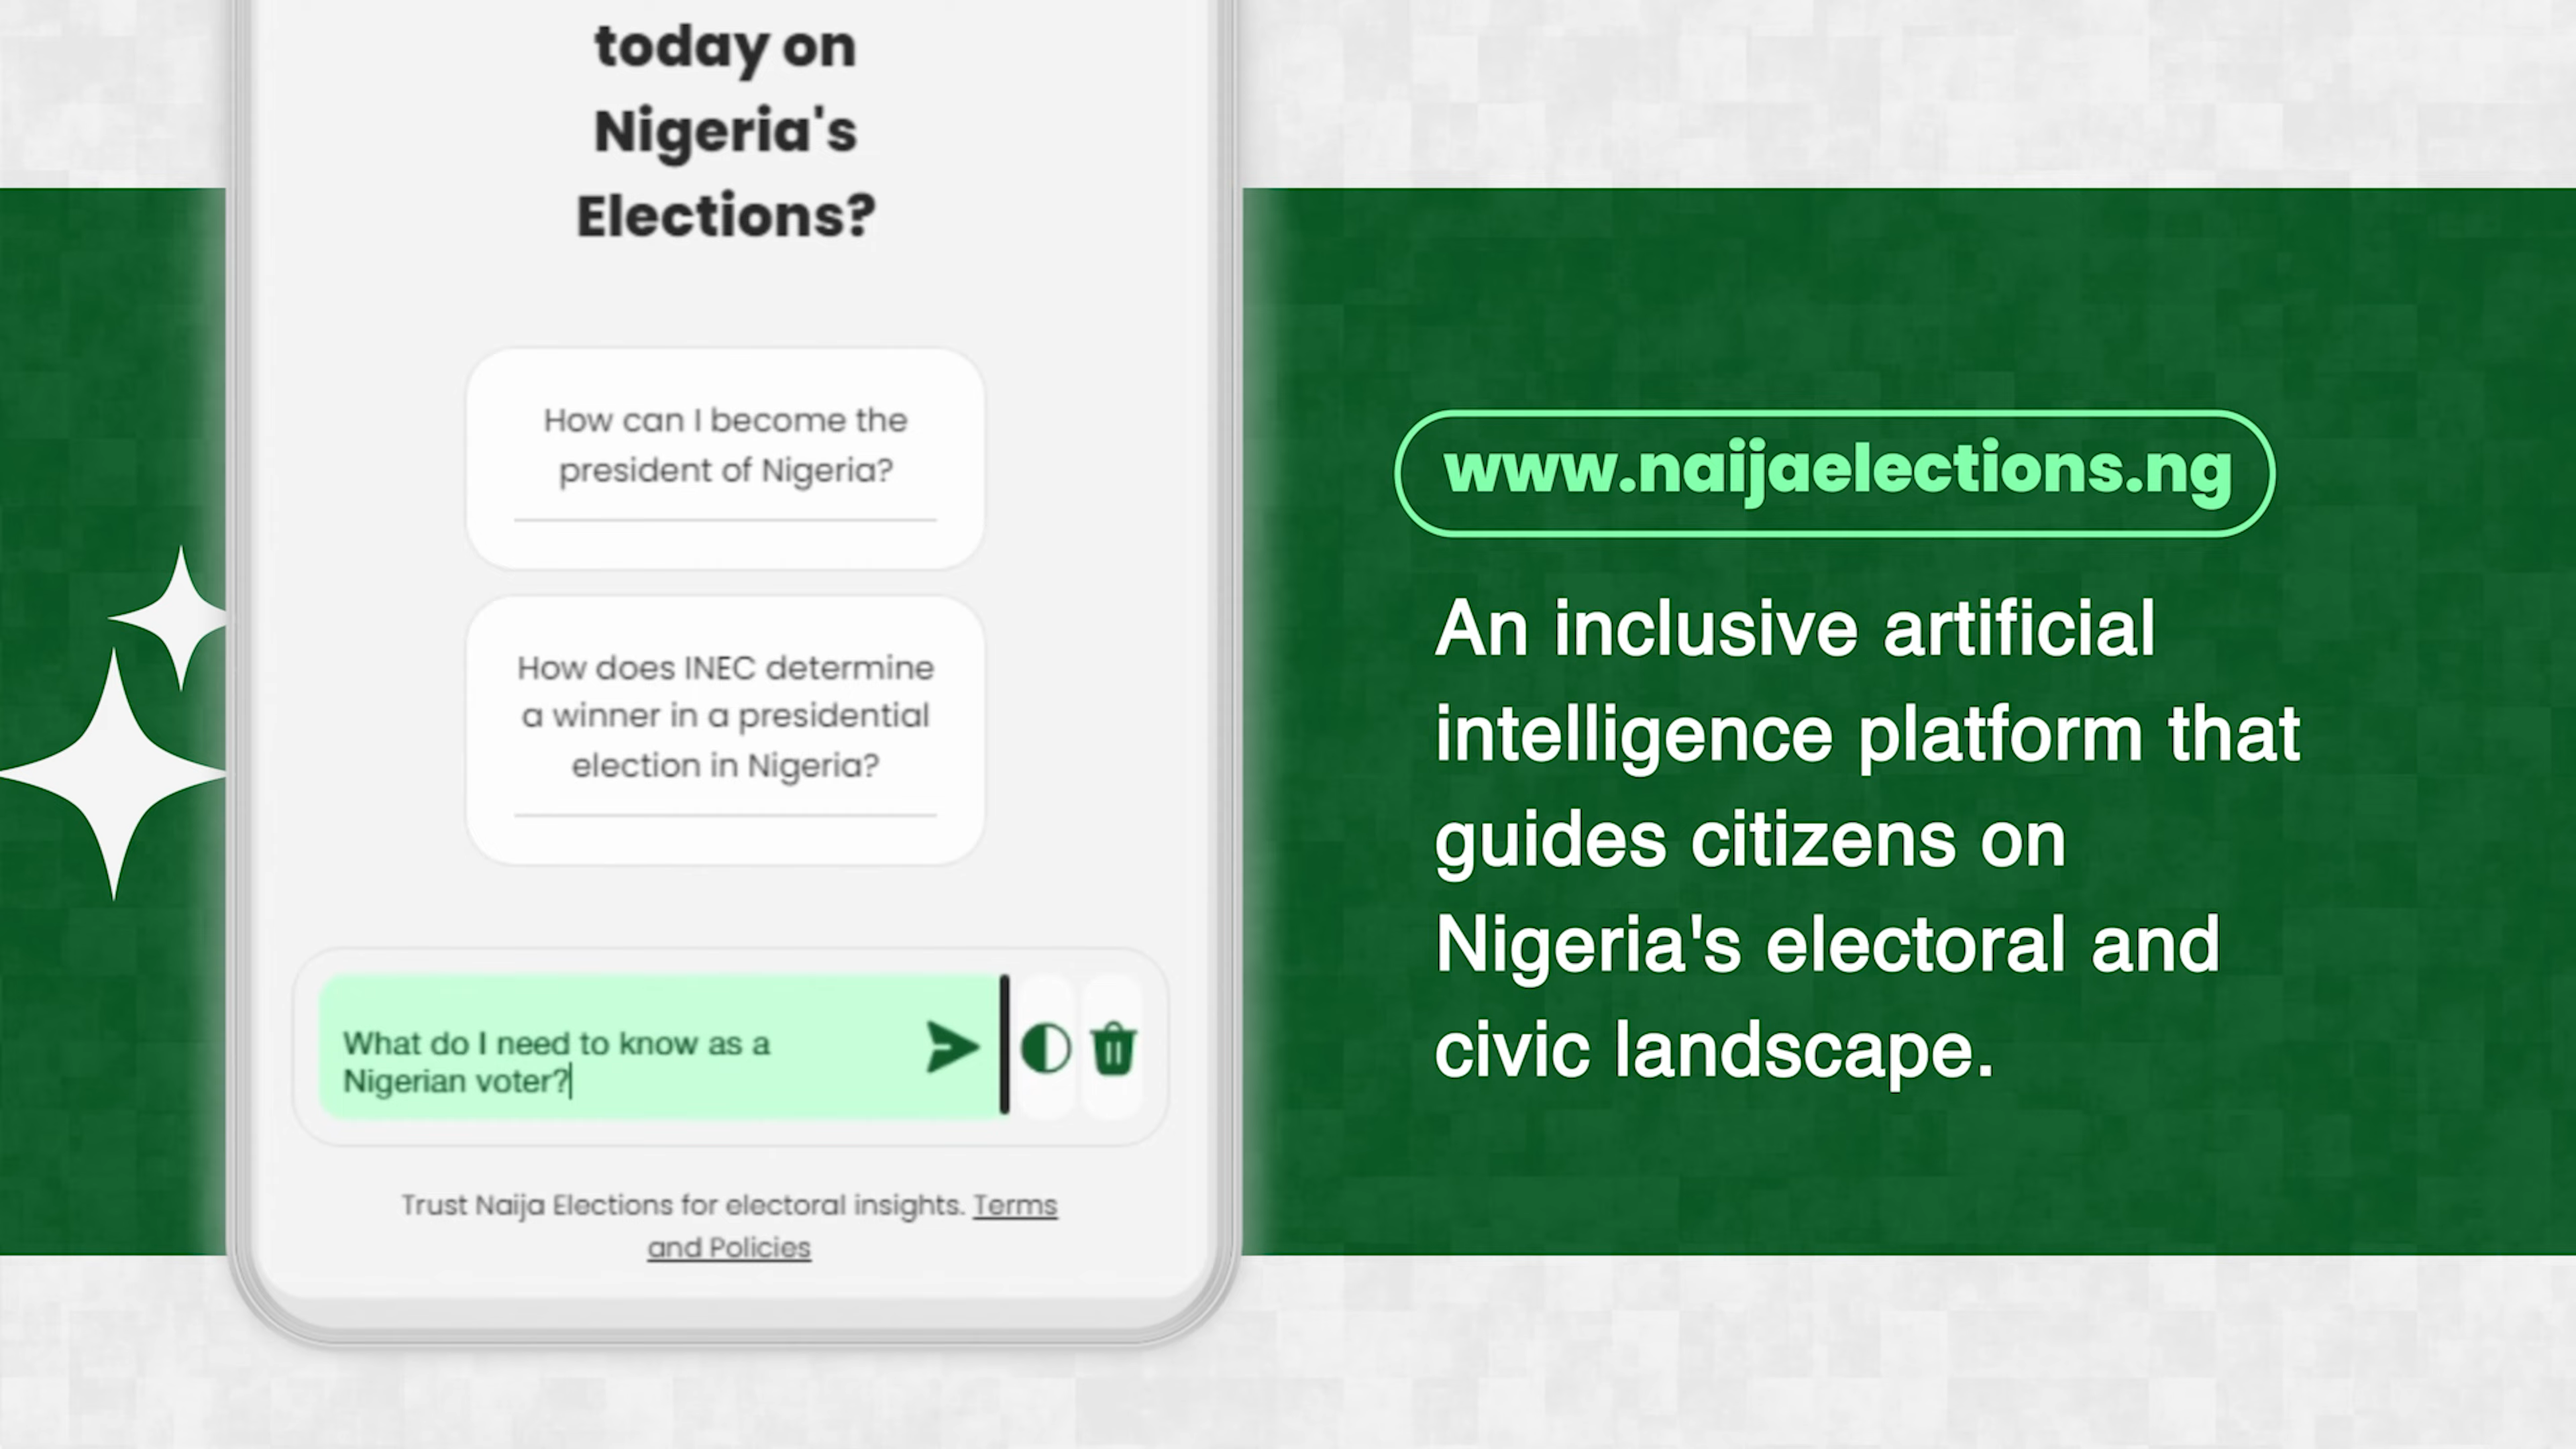 today on
Nigeria's
Elections?
How can I become the
president of Nigeria?
How does INEC determine
a winner in a presidential
election in Nigeria?
What do I need to know as a
Nigerian voter?
Trust Naija Elections for electoral insights. Terms
and Policies
www.naijaelections.ng
An inclusive artificial
intelligence platform that
guides citizens on
Nigeria's electoral and
civic landscape.